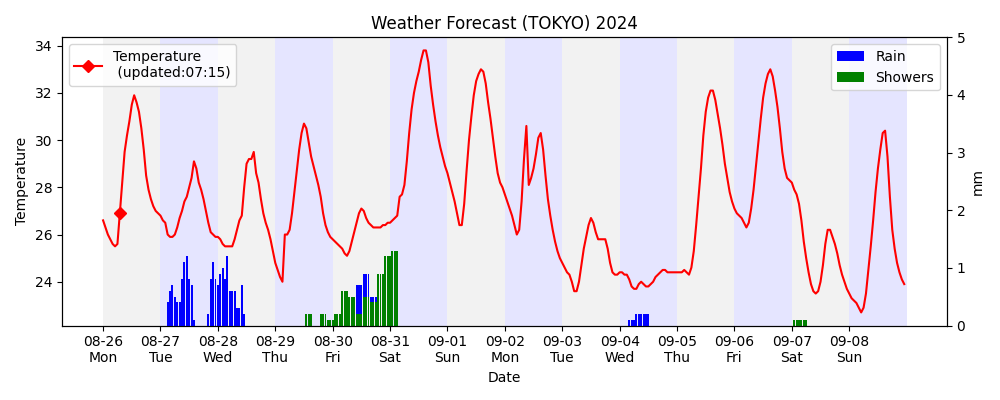 Weather Forecast (TOKYO) 2024
Temperature
(updated:07:15)
Rain
Showers
Temperature
34
32
30
28
26
24
5
4
3
2
1
0
mm
08-26 08-27 08-28 08-29 08-30 08-31 09-01 09-02 09-03 09-04 09-05 09-06 09-07 09-08
Mon Tue Wed Thu Fri Sat Sun Mon Tue Wed Thu Fri Sat Sun
Date